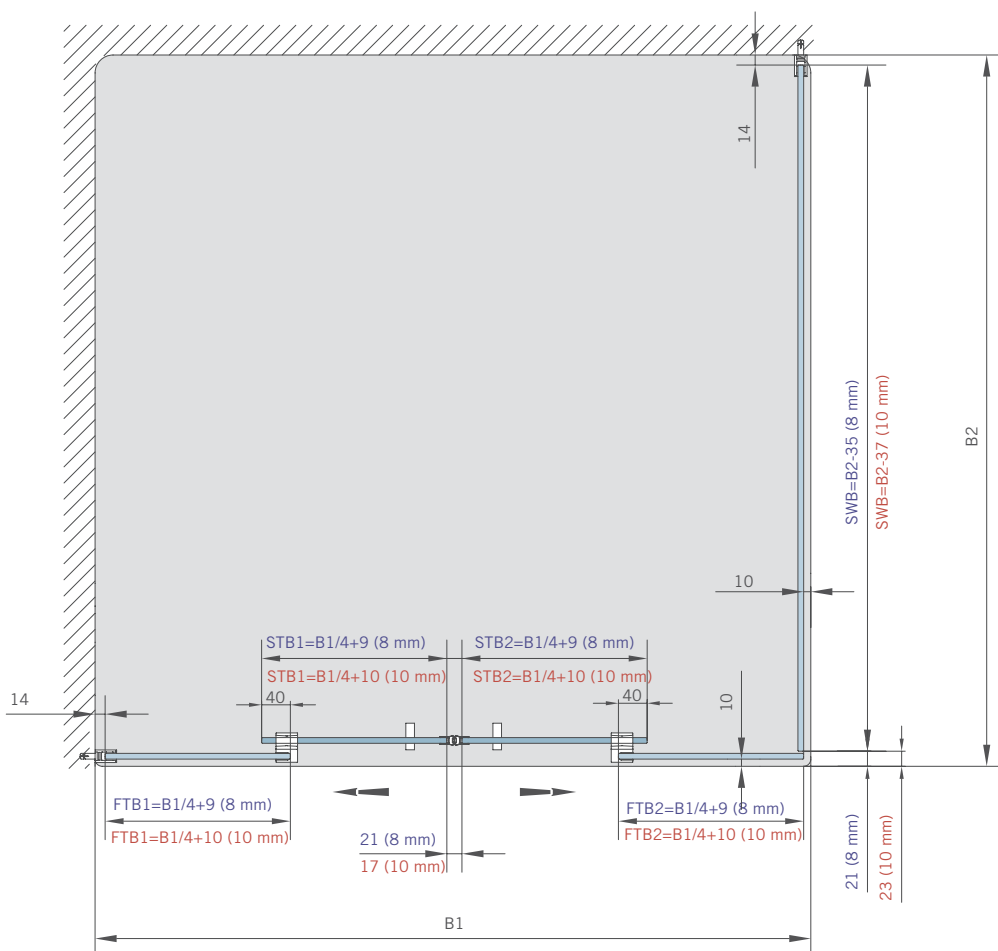 14
SWB=B2-35 (8 mm)
SWB=B2-37 (10 mm)
B2
10
STB1=B1/4+9 (8 mm)
STB2=B1/4+9 (8 mm)
STB1=B1/4+10 (10 mm)
STB2=B1/4+10 (10 mm)
14
40
40
10
FTB1=B1/4+9 (8 mm)
FTB2=B1/4+9 (8 mm)
FTB1=B1/4+10 (10 mm)
FTB2=B1/4+10 (10 mm)
21 (8 mm)
17 (10 mm)
21 (8 mm)
23 (10 mm)
B1